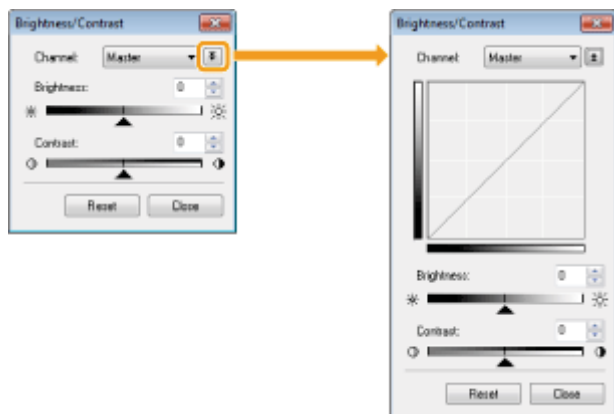 Brightness/Contrast
Channel: Master
Brightness: 0
Contrast: 0
Reset Close
Brightness/Contrast
Channel: Master
Brightness: 0
Contrast: 0
Reset Close